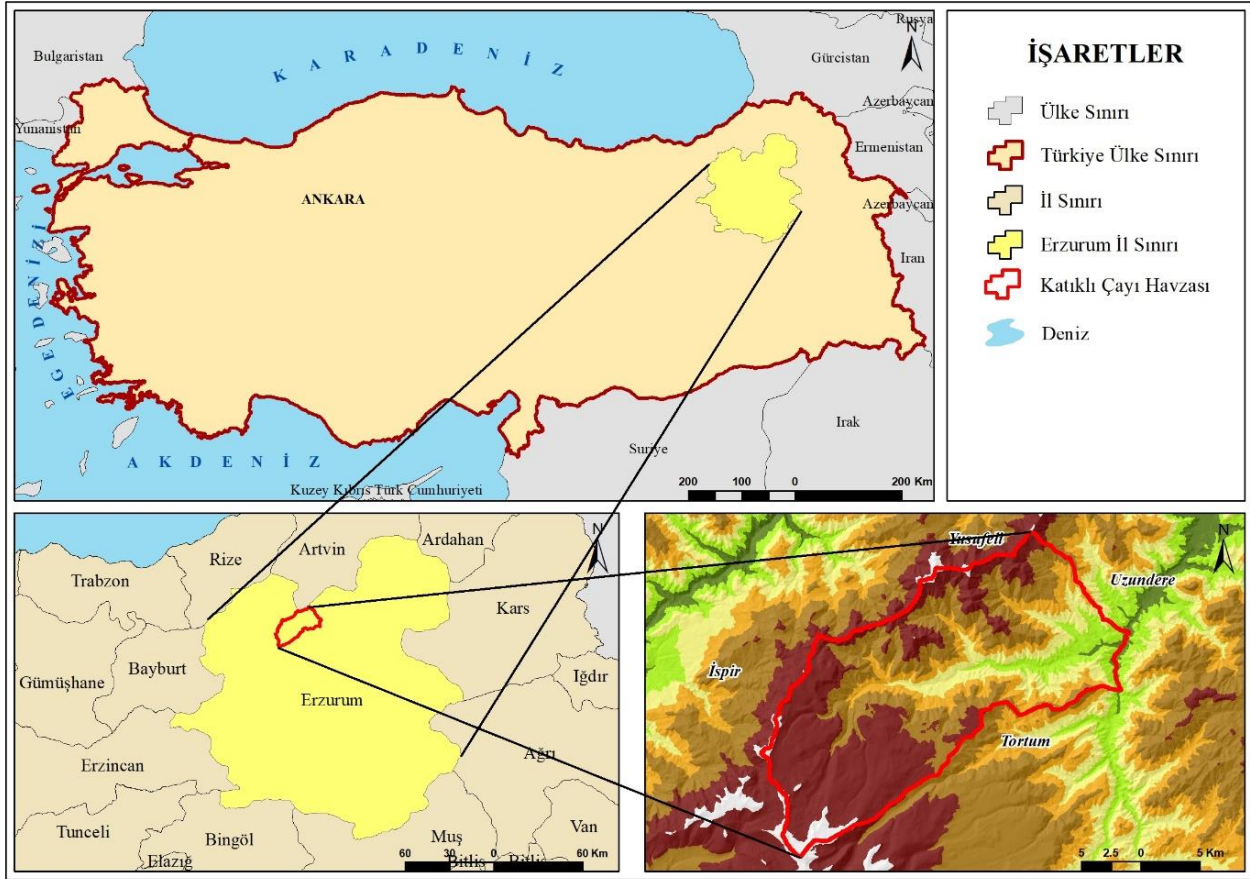 Bulgaristan
K A R A D E N İ Z
Rusya
Gürcistan
N
Azerbaycan
Yunanistan
Ermenistan
ANKARA
Azerbaycan
İran
E G E D E N İ Z İ
A K D E N İ Z
Suriye
Irak
Kuzey Kıbrıs Türk Cumhuriyeti
200 100 0 200 Km
İŞARETLER
Ülke Sınırı
Türkiye Ülke Sınırı
İl Sınırı
Erzurum İl Sınırı
Katıklı Çayı Havzası
Deniz
N
Rize
Artvin
Ardahan
Trabzon
Kars
Bayburt
Gümüşhane
Iğdır
Erzurum
Erzincan
Ağrı
Tunceli
Bingöl
Muş
Van
Elazığ
Bitlis
Bitlis
60 30 0 60 Km
Yusufeli
N
Uzundere
İspir
Tortum
5 2.5 0 5 Km